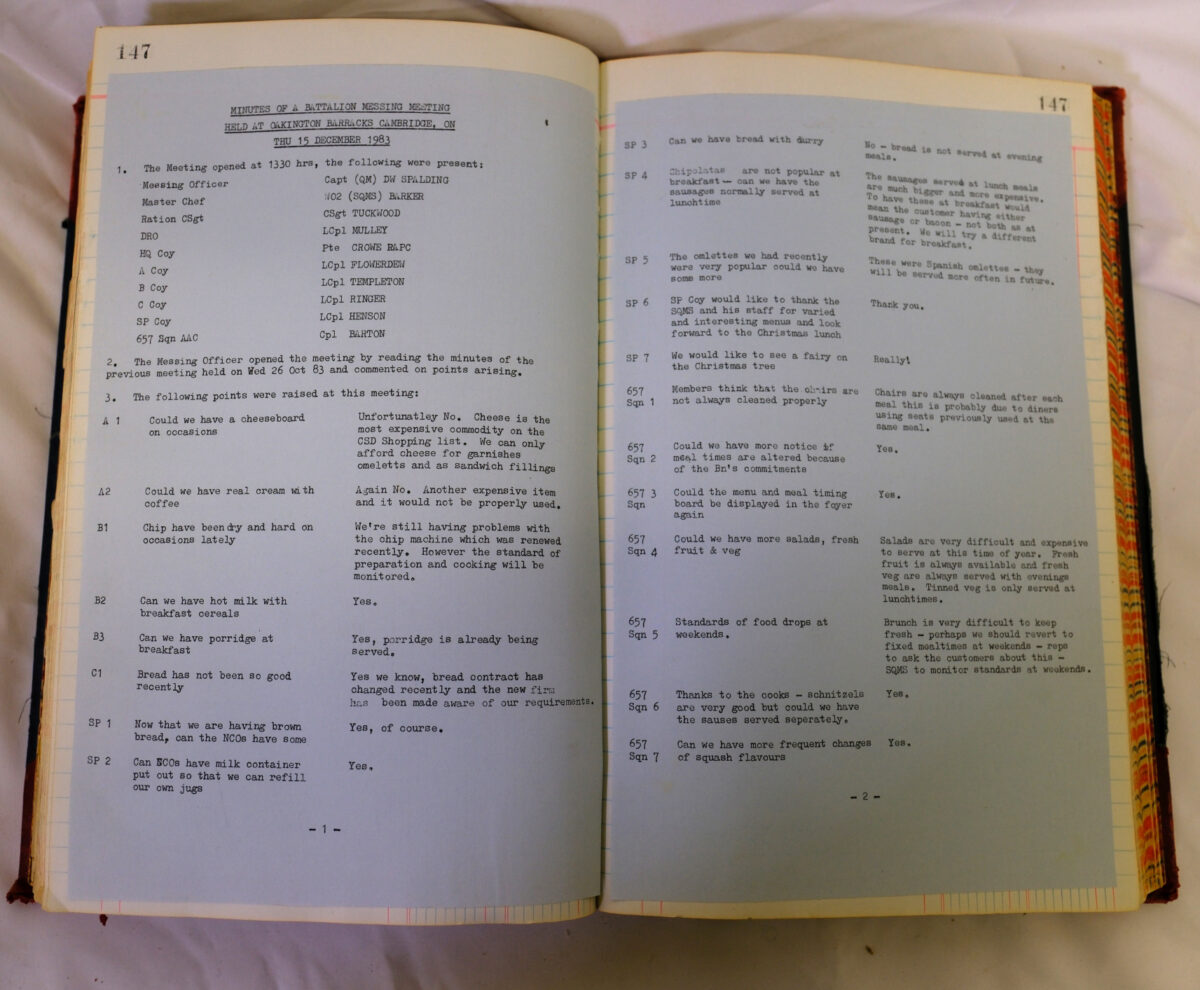 147
MINUTES OF A BATTALION MESSING MEETING
HELD AT OAKINGTON BARRACKS CAMBRIDGE, ON
THU 15 DECEMBER 1983
1. The Meeting opened at 1330 hrs, the following were present:
Messing Officer Capt (QM) DW SPALDING
Master Chef WO2 (SQMS) BARKER
Ration CSgt CSgt TUCKWOOD
DRO LCpl MULLEY
HQ Coy Pte CROWE RAPC
A Coy LCpl FLOWERDEW
B Coy LCpl TEMPLETON
C Coy LCpl RINGER
SP Coy LCpl HENSON
657 Sqn AAC Cpl BARTON
2. The Messing Officer opened the meeting by reading the minutes of the
previous meeting held on Wed 26 Oct 83 and commented on points arising.
3. The following points were raised at this meeting:
A 1 Could we have a cheeseboard
on occasions
Unfortunatley No. Cheese is the
most expensive commodity on the
CSD Shopping list. We can only
afford cheese for garnishes
omeletts and as sandwich fillings
A2 Could we have real cream with
coffee
Again No. Another expensive item
and it would not be properly used.
B1 Chip have been dry and hard on
occasions lately
We're still having problems with
the chip machine which was renewed
recently. However the standard of
preparation and cooking will be
monitored.
B2 Can we have hot milk with
breakfast cereals
Yes.
B3 Can we have porridge at
breakfast
Yes, porridge is already being
served.
C1 Bread has not been so good
recently
Yes we know, bread contract has
changed recently and the new firm
has been made aware of our requirements.
SP 1 Now that we are having brown
bread, can the NCOs have some
Yes, of course.
SP 2 Can NCOs have milk container
put out so that we can refill
our own jugs
Yes.
- 1 -
147
SP 3 Can we have bread with durry
No - bread is not served at evening
meals.
SP 4 Chipolatas are not popular at
breakfast - can we have the
sausages normally served at
lunchtime
The sausages served at lunch meals
are much bigger and more expensive.
To have these at breakfast would
mean the customer having either
sausage or bacon - not both as at
present. We will try a different
brand for breakfast.
SP 5 The omlettes we had recently
were very popular could we have
some more
These were Spanish omlettes - they
will be served more often in future.
SP 6 SP Coy would like to thank the
SQMS and his staff for varied
and interesting menus and look
forward to the Christmas lunch
Thank you.
SP 7 We would like to see a fairy on
the Christmas tree
Really!
657
Sqn 1 Members think that the chairs are
not always cleaned properly
Chairs are always cleaned after each
meal this is probably due to diners
using seats previously used at the
same meal.
657
Sqn 2 Could we have more notice if
meal times are altered because
of the Bn's commitments
Yes.
657 3
Sqn Could the menu and meal timing
board be displayed in the foyer
again
Yes.
657
Sqn 4 Could we have more salads, fresh
fruit & veg
Salads are very difficult and expensive
to serve at this time of year. Fresh
fruit is always available and fresh
veg are always served with evenings
meals. Tinned veg is only served at
lunchtimes.
657
Sqn 5 Standards of food drops at
weekends.
Brunch is very difficult to keep
fresh - perhaps we should revert to
fixed mealtimes at weekends - reps
to ask the customers about this -
SQMS to monitor standards at weekends.
657
Sqn 6 Thanks to the cooks - schnitzels
are very good but could we have
the sauses served seperately.
Yes.
657
Sqn 7 Can we have more frequent changes
of squash flavours
Yes.
- 2 -